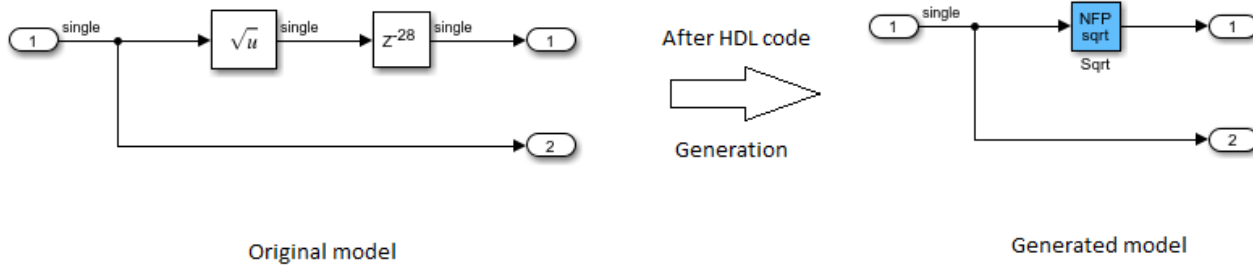 single
1
√u
single
Z-28
single
1
2
Original model
After HDL code
Generation
single
1
NFP
sqrt
Sqrt
1
2
Generated model